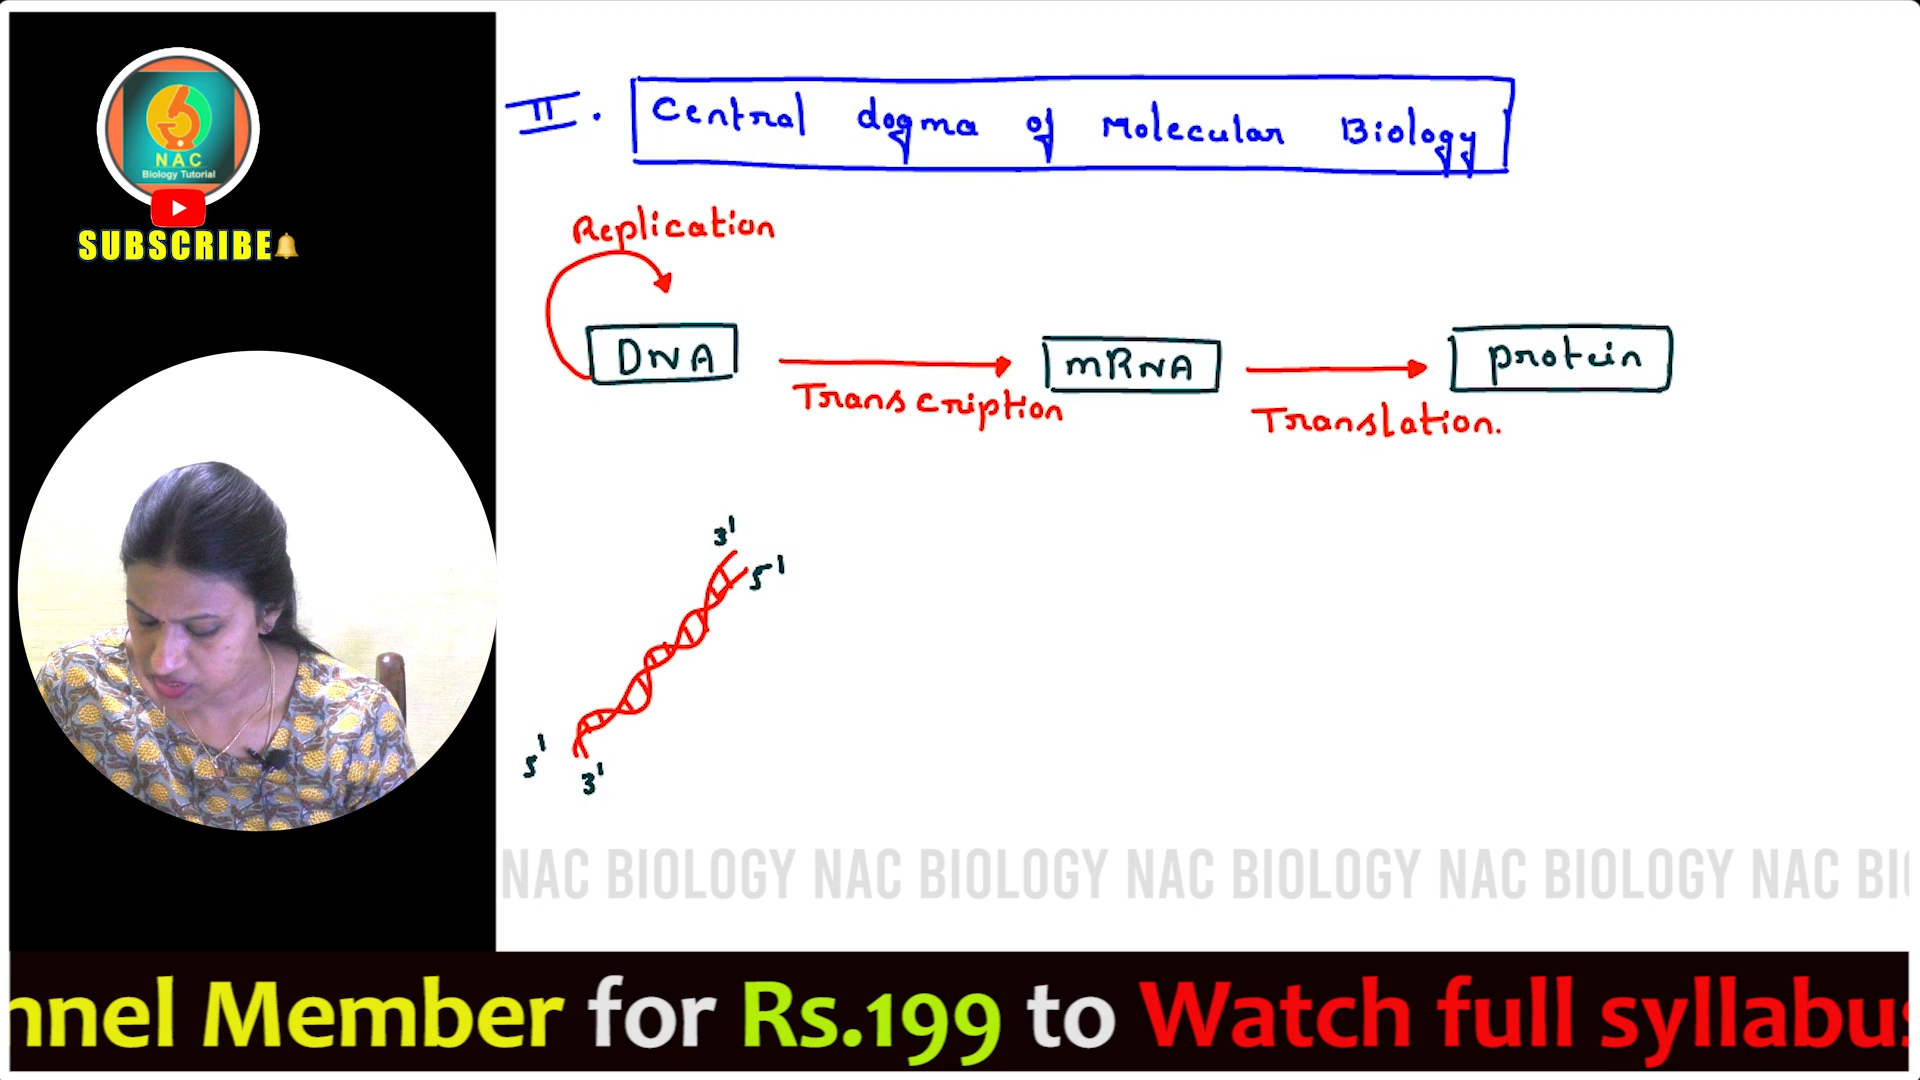 NAC
Biology Tutorial
SUBSCRIBE
II. Central dogma of Molecular Biology
Replication
DNA
mRNA
protein
Transcription
Translation.
3'
5'
5'
3'
NAC BIOLOGY NAC BIOLOGY NAC BIOLOGY NAC BIOLOGY NAC BI
nnel Member for Rs.199 to Watch full syllabus